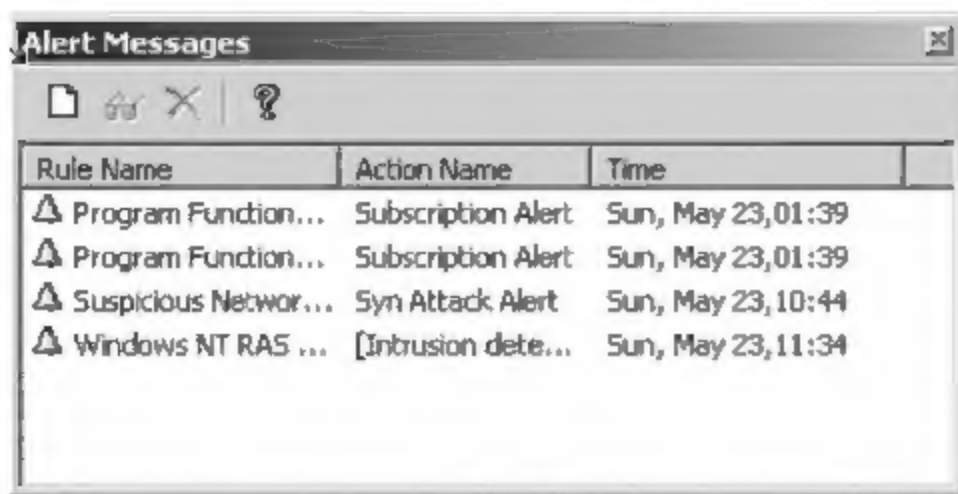 Alert Messages
Rule Name Action Name Time
Program Function... Subscription Alert Sun, May 23,01:39
Program Function... Subscription Alert Sun, May 23,01:39
Suspicious Networ... Syn Attack Alert Sun, May 23,10:44
Windows NT RAS ... [Intrusion dete... Sun, May 23,11:34